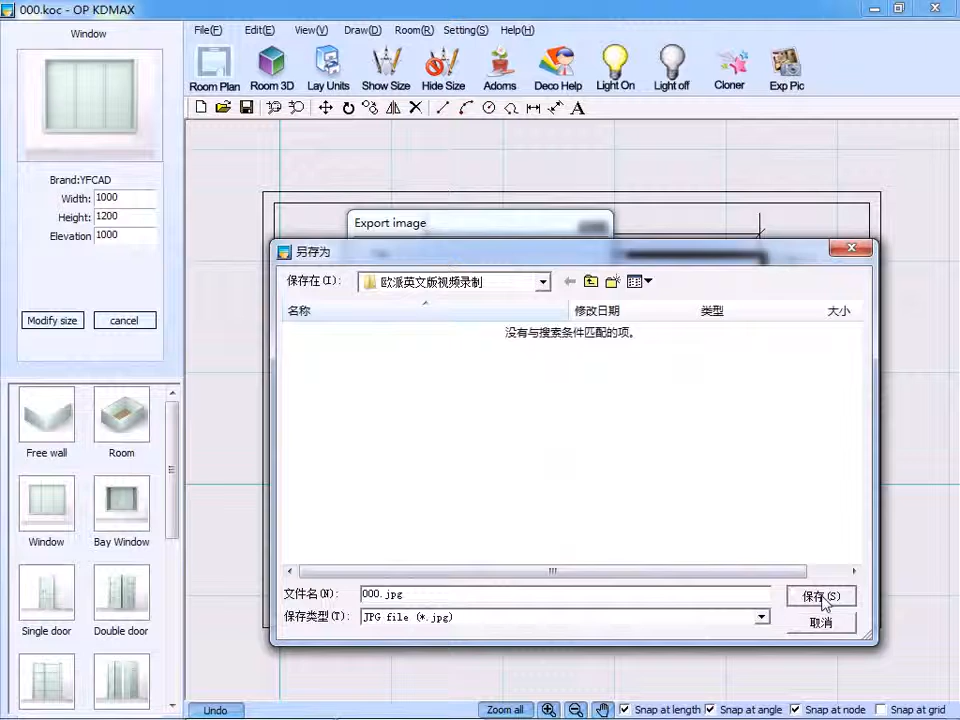 000.koc - OP KDMAX
Window
File(F) Edit(E) View(V) Draw(D) Room(R) Setting(S) Help(H)
Room Plan Room 3D Lay Units Show Size Hide Size Adorns Deco Help Light On Light off Cloner Exp Pic
Brand:YFCAD
Width: 1000
Height: 1200
Elevation 1000
Modify size cancel
Export image
另存为
保存在(I): 欧派英文版视频录制
名称 修改日期 类型 大小
没有与搜索条件匹配的项。
文件名(N): 000.jpg 保存(S)
保存类型(T): JPG file (*.jpg) 取消
Free wall Room
Window Bay Window
Single door Double door
Undo Zoom all Snap at length Snap at angle Snap at node Snap at grid